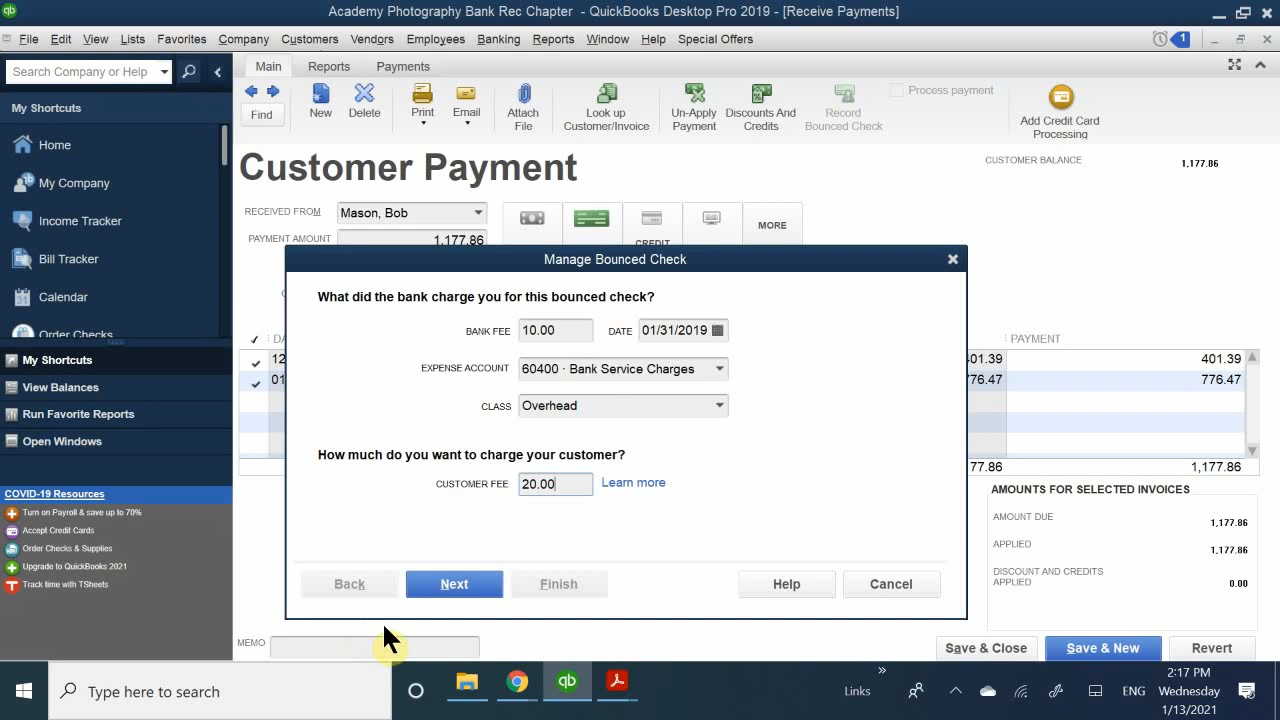 Academy Photography Bank Rec Chapter - QuickBooks Desktop Pro 2019 - [Receive Payments]
File Edit View Lists Favorites Company Customers Vendors Employees Banking Reports Window Help Special Offers
1
Search Company or Help
Main Reports Payments
My Shortcuts
Home
My Company
Income Tracker
Bill Tracker
Calendar
Order Checks
My Shortcuts
View Balances
Run Favorite Reports
Open Windows
COVID-19 Resources
Turn on Payroll & save up to 70%
Accept Credit Cards
Order Checks & Supplies
Upgrade to QuickBooks 2021
Track time with TSheets
Find
New
Delete
Print
Email
Attach
File
Look up
Customer/Invoice
Un-Apply
Payment
Discounts And
Credits
Record
Bounced Check
Process payment
Add Credit Card
Processing
Customer Payment
CUSTOMER BALANCE 1,177.86
RECEIVED FROM Mason, Bob
PAYMENT AMOUNT 1,177.86
CREDIT
MORE
Manage Bounced Check
What did the bank charge you for this bounced check?
BANK FEE 10.00 DATE 01/31/2019
EXPENSE ACCOUNT 60400 · Bank Service Charges
CLASS Overhead
How much do you want to charge your customer?
CUSTOMER FEE 20.00 Learn more
Back Next Finish Help Cancel
DA PAYMENT
12 01.39 401.39
01 76.47 776.47
77.86 1,177.86
AMOUNTS FOR SELECTED INVOICES
AMOUNT DUE 1,177.86
APPLIED 1,177.86
DISCOUNT AND CREDITS
APPLIED 0.00
MEMO
Save & Close Save & New Revert
Type here to search
Links
ENG
2:17 PM
Wednesday
1/13/2021